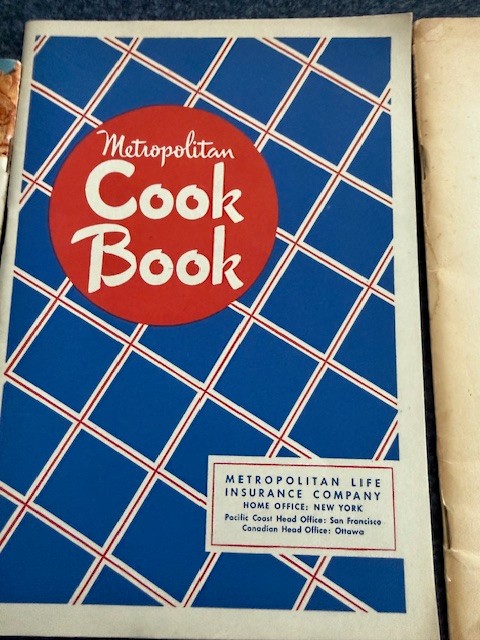 Metropolitan
Cook
Book
METROPOLITAN LIFE
INSURANCE COMPANY
HOME OFFICE: NEW YORK
Pacific Coast Head Office: San Francisco
Canadian Head Office: Ottawa